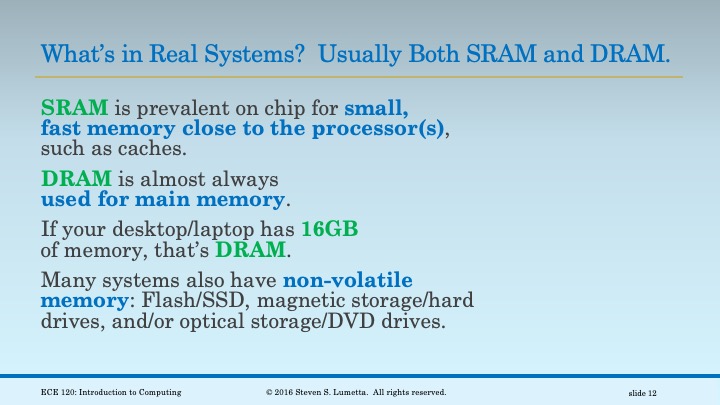 What’s in Real Systems?  Usually Both SRAM and DRAM.
SRAM is prevalent on chip for small,
fast memory close to the processor(s),
such as caches.
DRAM is almost always
used for main memory.
If your desktop/laptop has 16GB
of memory, that’s DRAM.
Many systems also have non-volatile
memory: Flash/SSD, magnetic storage/hard
drives, and/or optical storage/DVD drives.
ECE 120: Introduction to Computing
© 2016 Steven S. Lumetta.  All rights reserved.
slide 12